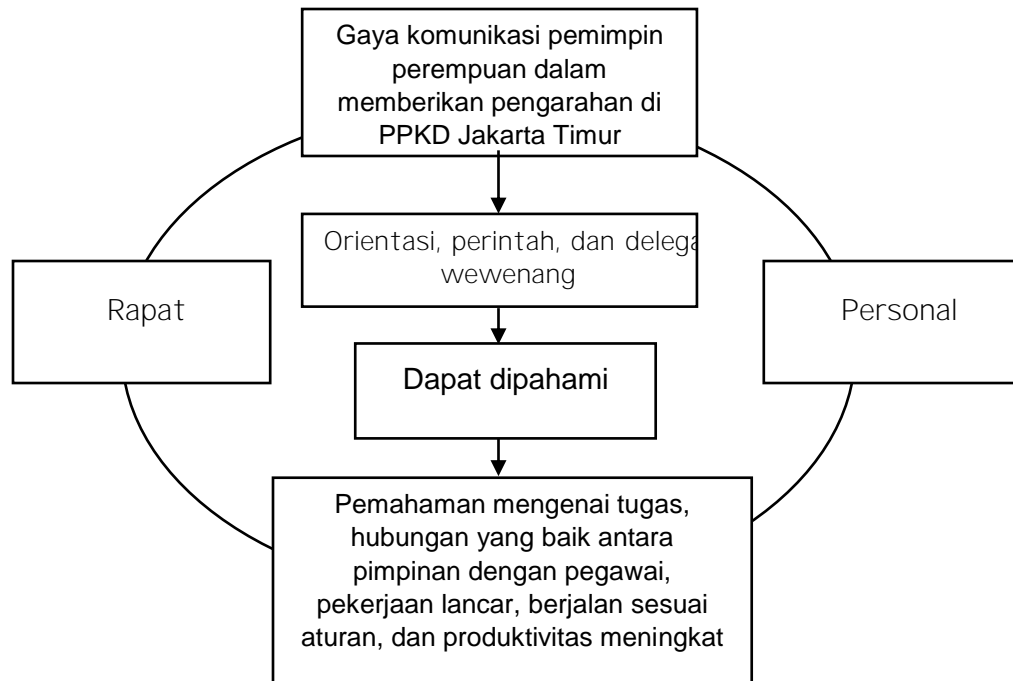 Gaya komunikasi pemimpin
perempuan dalam
memberikan pengarahan di
PPKD Jakarta Timur
Orientasi, perintah, dan
wewenang
Rapat
Personal
Dapat dipahami
Pemahaman mengenai tugas,
hubungan yang baik antara
pimpinan dengan pegawai,
pekerjaan lancar, berjalan sesuai
aturan, dan produktivitas meningkat